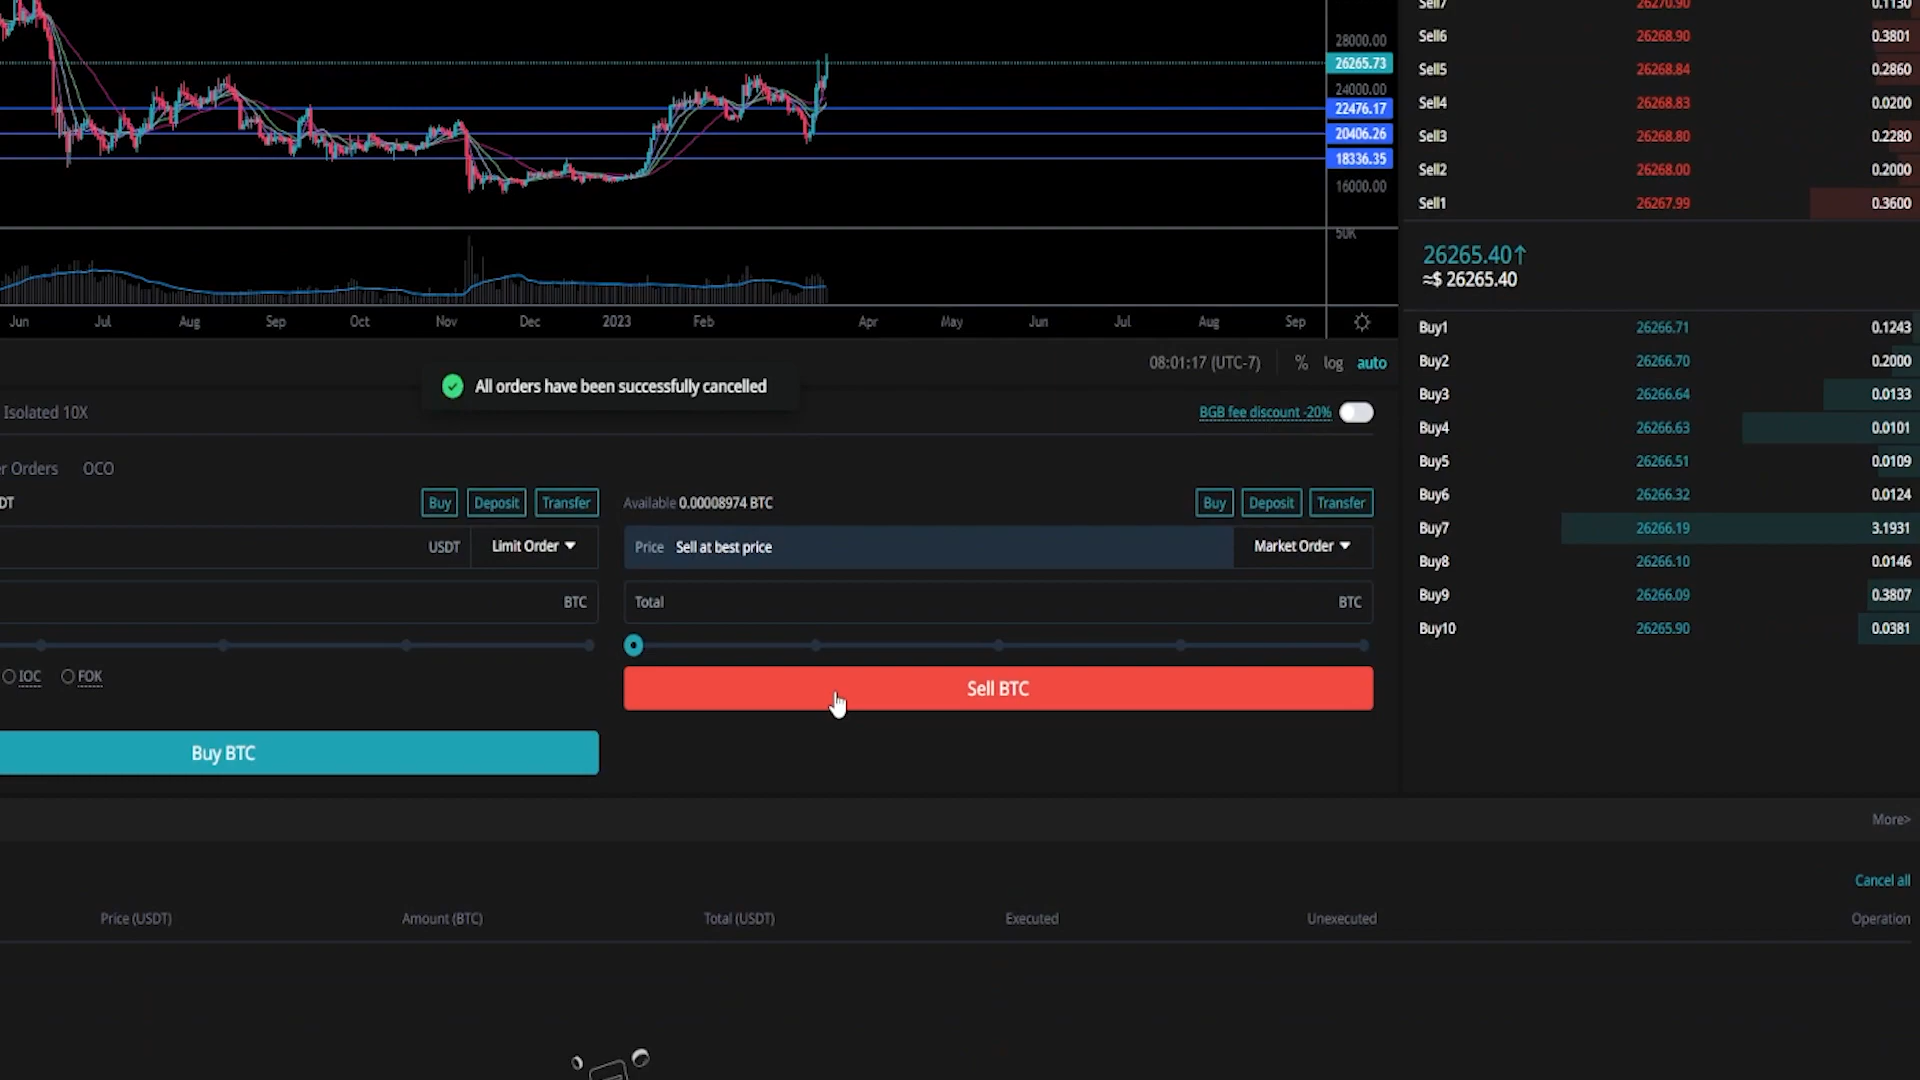 28000.00
26265.73
24000.00
22476.17
20406.26
18336.35
16000.00
50K
Jun Jul Aug Sep Oct Nov Dec 2023 Feb Apr May Jun Jul Aug Sep
08:01:17 (UTC-7) % log auto
All orders have been successfully cancelled
Isolated 10X
BGB fee discount -20%
r Orders OCO
DT Buy Deposit Transfer
USDT Limit Order
BTC
IOC FOK
Buy BTC
Available 0.00008974 BTC Buy Deposit Transfer
Price Sell at best price Market Order
Total BTC
Sell BTC
Sell7 26270.90 0.1130
Sell6 26268.90 0.3801
Sell5 26268.84 0.2860
Sell4 26268.83 0.0200
Sell3 26268.80 0.2280
Sell2 26268.00 0.2000
Sell1 26267.99 0.3600
26265.40↑
≈$ 26265.40
Buy1 26266.71 0.1243
Buy2 26266.70 0.2000
Buy3 26266.64 0.0133
Buy4 26266.63 0.0101
Buy5 26266.51 0.0109
Buy6 26266.32 0.0124
Buy7 26266.19 3.1931
Buy8 26266.10 0.0146
Buy9 26266.09 0.3807
Buy10 26265.90 0.0381
More>
Cancel all
Price (USDT) Amount (BTC) Total (USDT) Executed Unexecuted Operation